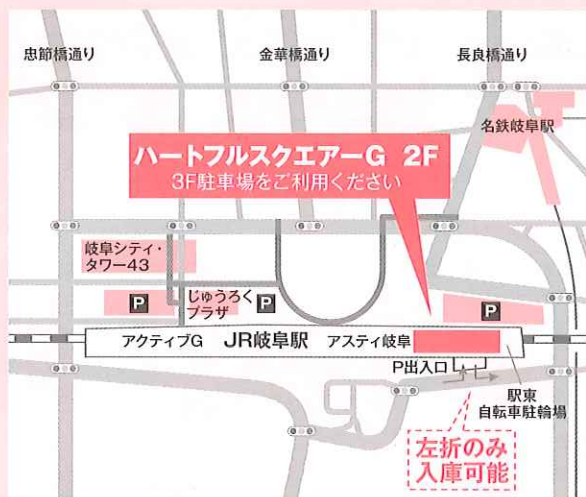 忠節橋通り
金華橋通り
長良橋通り
名鉄岐阜駅
ハートフルスクエアーG 2F
3F駐車場をご利用ください
岐阜シティ・
タワー43
P
じゅうろく
プラザ
P
P
アクティブG
JR岐阜駅
アスティ岐阜
P出入口
駅東
自転車駐輪場
左折のみ
入庫可能